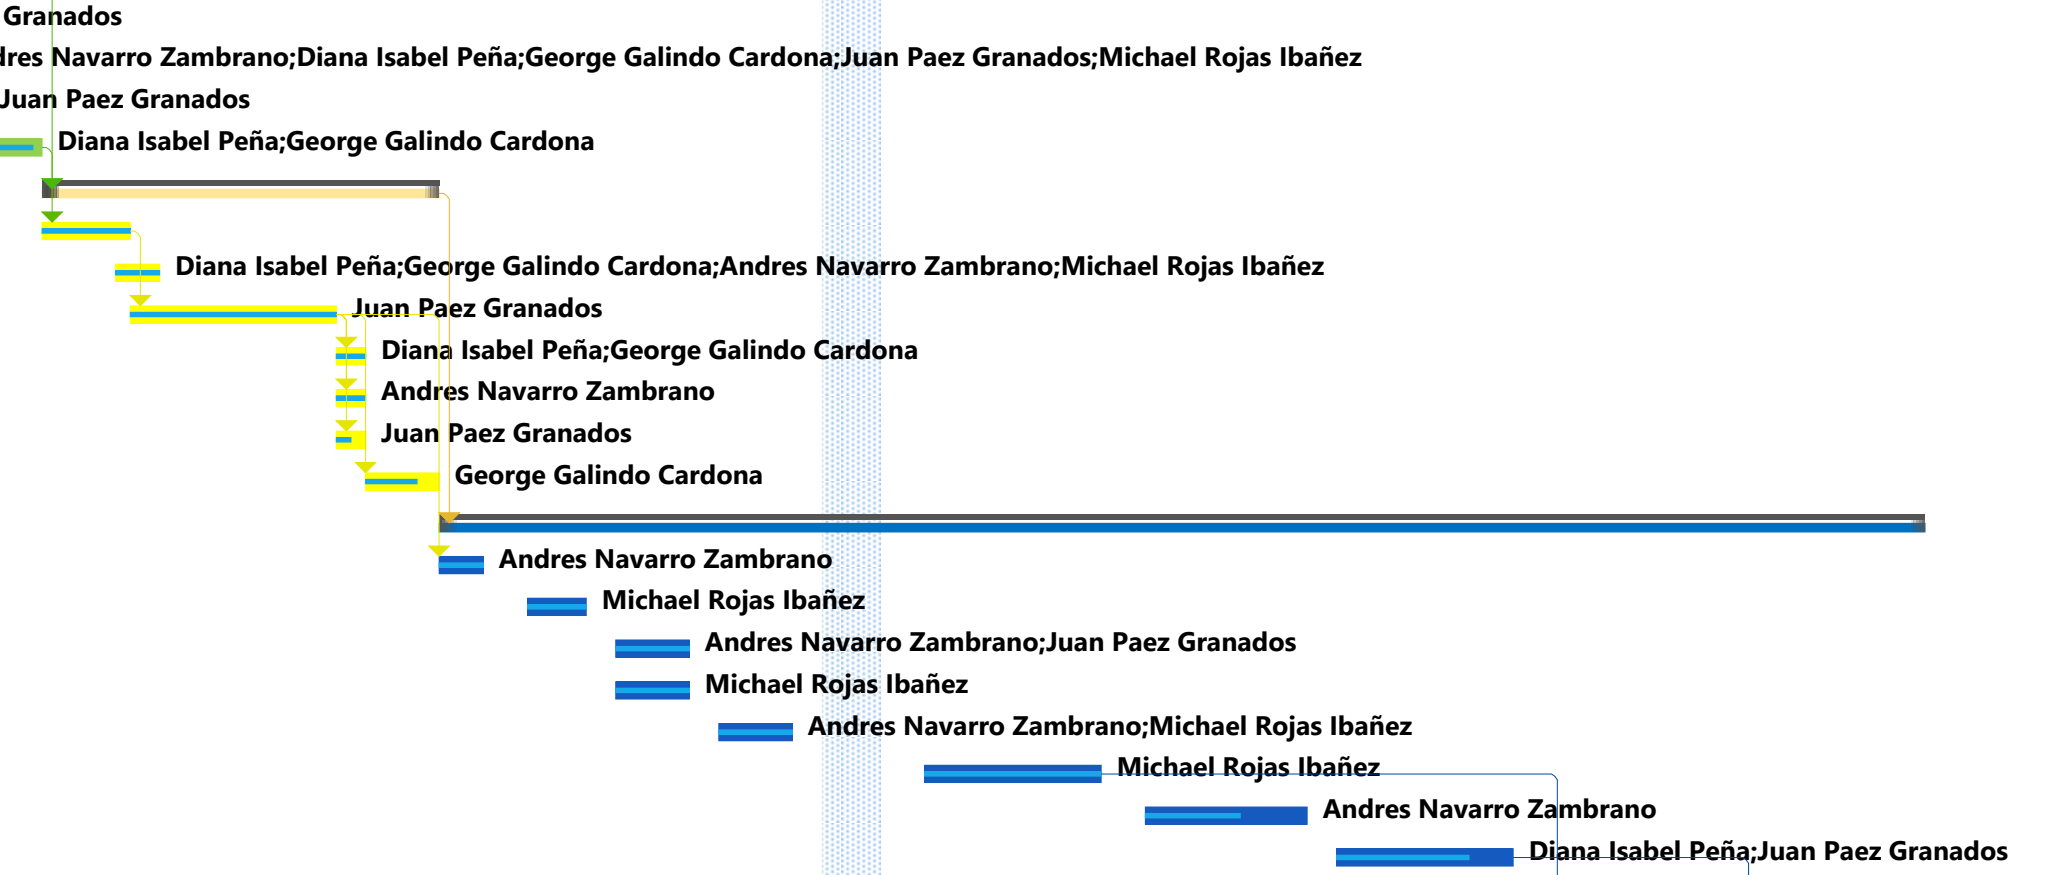 Granados
dres Navarro Zambrano;Diana Isabel Peña;George Galindo Cardona;Juan Paez Granados;Michael Rojas Ibañez
Juan Paez Granados
Diana Isabel Peña;George Galindo Cardona
Diana Isabel Peña;George Galindo Cardona;Andres Navarro Zambrano;Michael Rojas Ibañez
Juan Paez Granados
Diana Isabel Peña;George Galindo Cardona
Andres Navarro Zambrano
Juan Paez Granados
George Galindo Cardona
Andres Navarro Zambrano
Michael Rojas Ibañez
Andres Navarro Zambrano;Juan Paez Granados
Michael Rojas Ibañez
Andres Navarro Zambrano;Michael Rojas Ibañez
Michael Rojas Ibañez
Andres Navarro Zambrano
Diana Isabel Peña;Juan Paez Granados